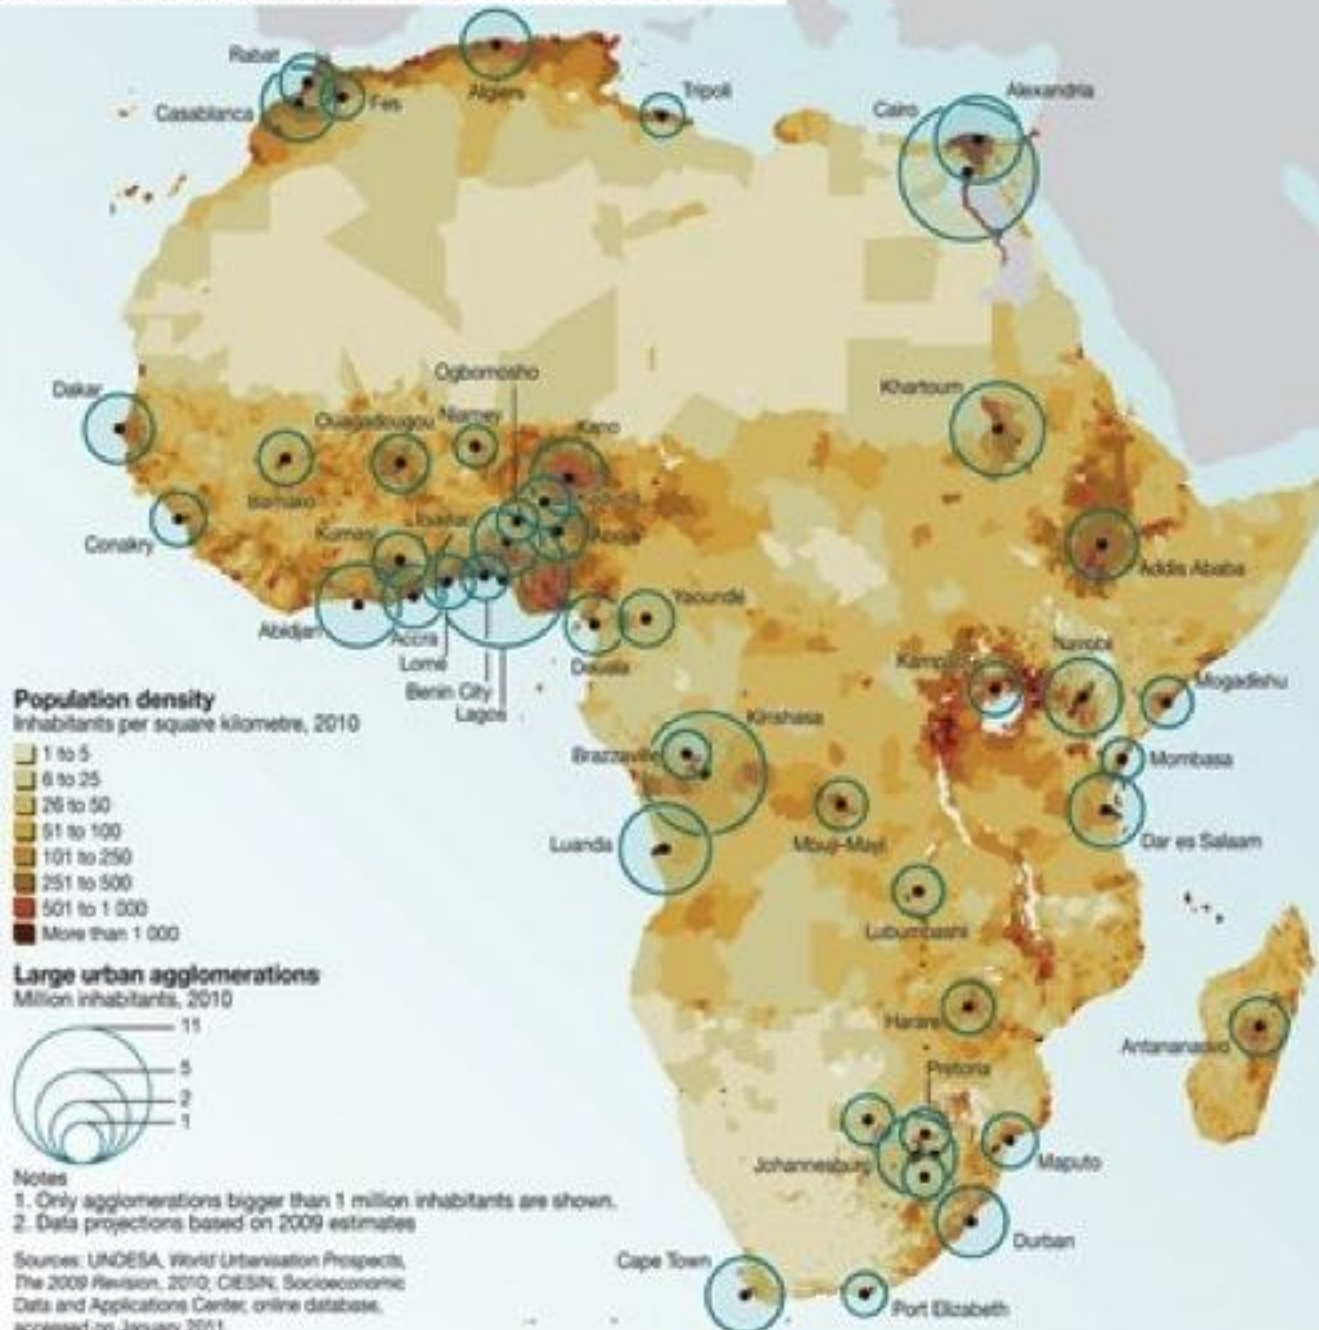 Rabat
Casablanca
Fes
Algiers
Tripoli
Cairo
Alexandria
Dakar
Ogbomosho
Ouagadougou
Niamey
Kano
Khartoum
Bamako
Conakry
Kumasi
Ibadan
Abuja
Addis Ababa
Abidjan
Accra
Lomé
Benin City
Lagos
Douala
Yaoundé
Kampala
Nairobi
Mogadishu
Kinshasa
Brazzaville
Mombasa
Luanda
Mbuji-Mayi
Dar es Salaam
Lubumbashi
Harare
Antananarivo
Pretoria
Johannesburg
Maputo
Durban
Cape Town
Port Elizabeth
Population density
Inhabitants per square kilometre, 2010
1 to 5
6 to 25
26 to 50
51 to 100
101 to 250
251 to 500
501 to 1 000
More than 1 000
Large urban agglomerations
Million inhabitants, 2010
11
5
2
1
Notes
1. Only agglomerations bigger than 1 million inhabitants are shown.
2. Data projections based on 2009 estimates
Sources: UNDESA, World Urbanisation Prospects,
The 2009 Revision, 2010; CIESIN, Socioeconomic
Data and Applications Center, online database,
accessed on January 2011.